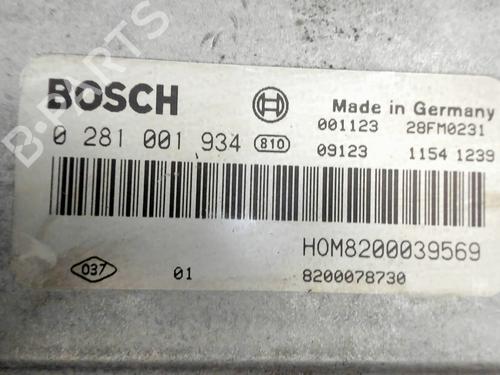 BOSCH
Made in Germany
0 281 001 934 810
001123 28FM0231
09123 1154 1239
HOM8200039569
037 01 8200078730
B-PARTS